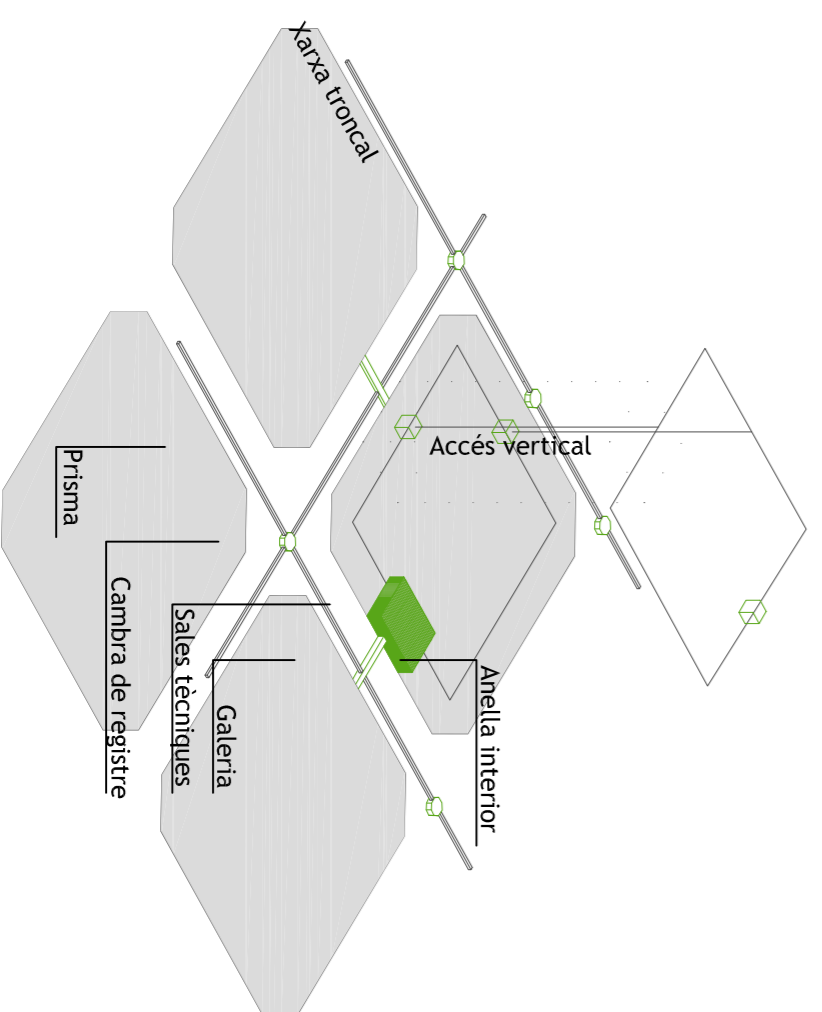 Xarxa troncal
Accés vertical
Prisma
Cambra de registre
Sales tècniques
Galeria
Anella interior